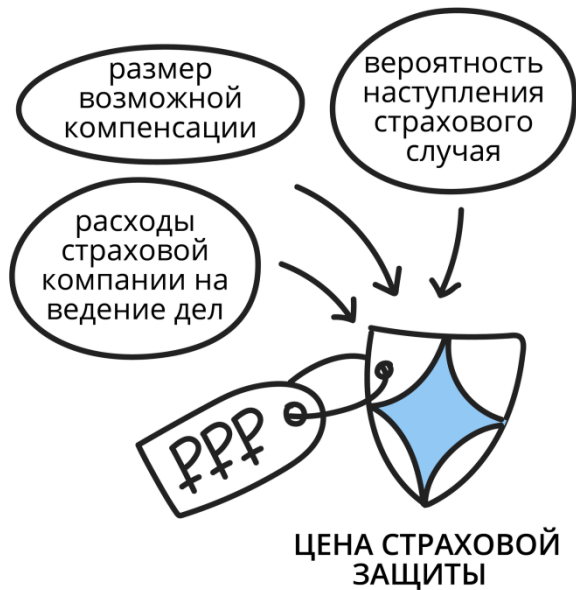 размер
возможной
компенсации
вероятность
наступления
страхового
случая
расходы
страховой
компании на
ведение дел
₽₽₽
ЦЕНА СТРАХОВОЙ
ЗАЩИТЫ